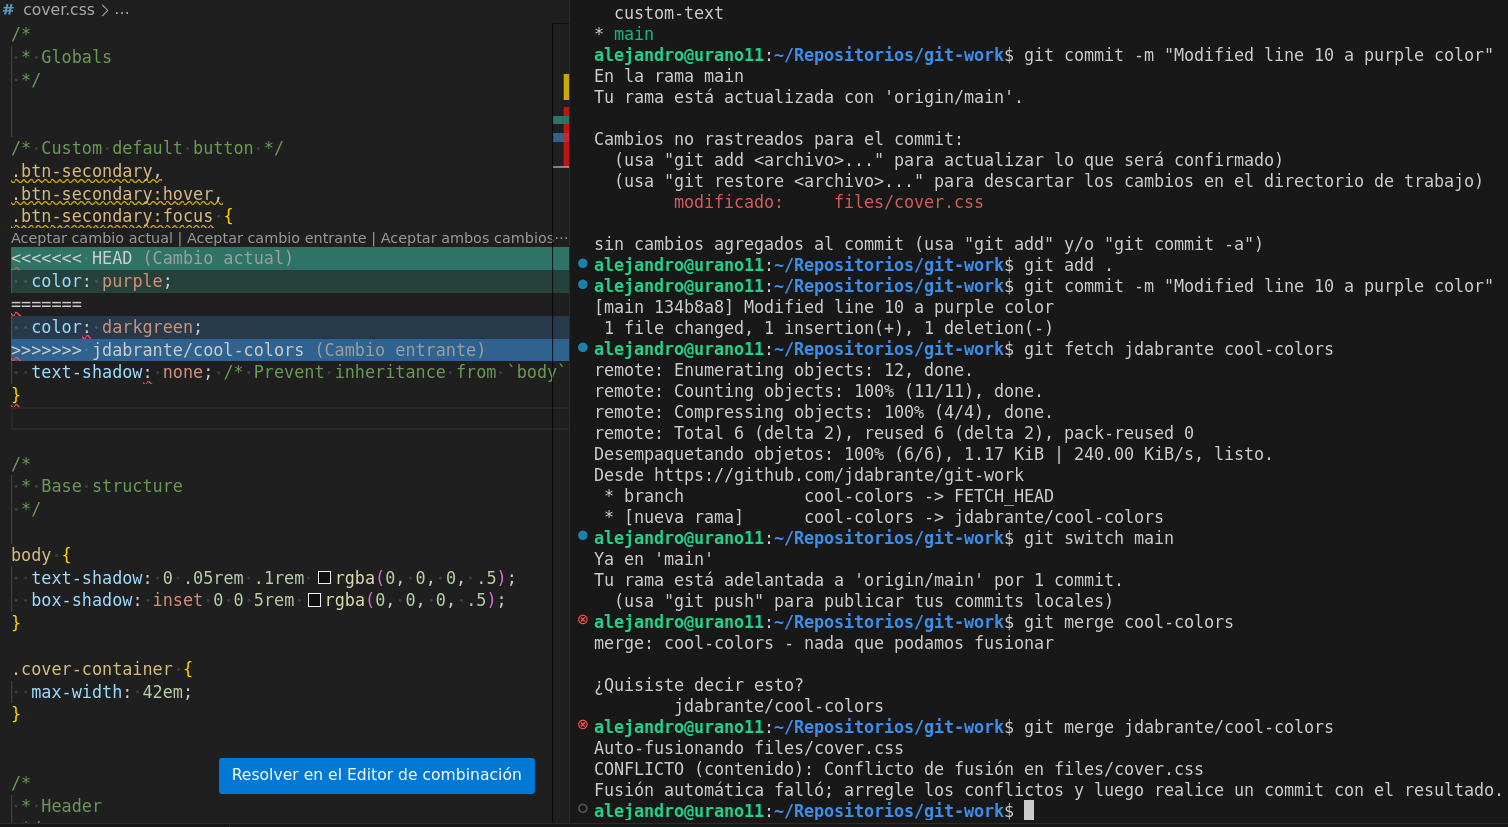 # cover.css > ...
/*
 * Globals
 */
/* Custom default button */
.btn-secondary,
.btn-secondary:hover,
.btn-secondary:focus {
Aceptar cambio actual | Aceptar cambio entrante | Aceptar ambos cambios...
<<<<<<< HEAD (Cambio actual)
  color: purple;
=======
  color: darkgreen;
>>>>>>> jdabrante/cool-colors (Cambio entrante)
  text-shadow: none; /* Prevent inheritance from `body`
}
/*
 * Base structure
 */
body {
  text-shadow: 0 .05rem .1rem rgba(0, 0, 0, .5);
  box-shadow: inset 0 0 5rem rgba(0, 0, 0, .5);
}
.cover-container {
  max-width: 42em;
}
Resolver en el Editor de combinación
/*
 * Header
  custom-text
* main
alejandro@urano11:~/Repositorios/git-work$ git commit -m "Modified line 10 a purple color"
En la rama main
Tu rama está actualizada con 'origin/main'.
Cambios no rastreados para el commit:
  (usa "git add <archivo>..." para actualizar lo que será confirmado)
  (usa "git restore <archivo>..." para descartar los cambios en el directorio de trabajo)
        modificado:     files/cover.css
sin cambios agregados al commit (usa "git add" y/o "git commit -a")
alejandro@urano11:~/Repositorios/git-work$ git add .
alejandro@urano11:~/Repositorios/git-work$ git commit -m "Modified line 10 a purple color"
[main 134b8a8] Modified line 10 a purple color
 1 file changed, 1 insertion(+), 1 deletion(-)
alejandro@urano11:~/Repositorios/git-work$ git fetch jdabrante cool-colors
remote: Enumerating objects: 12, done.
remote: Counting objects: 100% (11/11), done.
remote: Compressing objects: 100% (4/4), done.
remote: Total 6 (delta 2), reused 6 (delta 2), pack-reused 0
Desempaquetando objetos: 100% (6/6), 1.17 KiB | 240.00 KiB/s, listo.
Desde https://github.com/jdabrante/git-work
 * branch            cool-colors -> FETCH_HEAD
 * [nueva rama]      cool-colors -> jdabrante/cool-colors
alejandro@urano11:~/Repositorios/git-work$ git switch main
Ya en 'main'
Tu rama está adelantada a 'origin/main' por 1 commit.
  (usa "git push" para publicar tus commits locales)
alejandro@urano11:~/Repositorios/git-work$ git merge cool-colors
merge: cool-colors - nada que podamos fusionar
¿Quisiste decir esto?
        jdabrante/cool-colors
alejandro@urano11:~/Repositorios/git-work$ git merge jdabrante/cool-colors
Auto-fusionando files/cover.css
CONFLICTO (contenido): Conflicto de fusión en files/cover.css
Fusión automática falló; arregle los conflictos y luego realice un commit con el resultado.
alejandro@urano11:~/Repositorios/git-work$